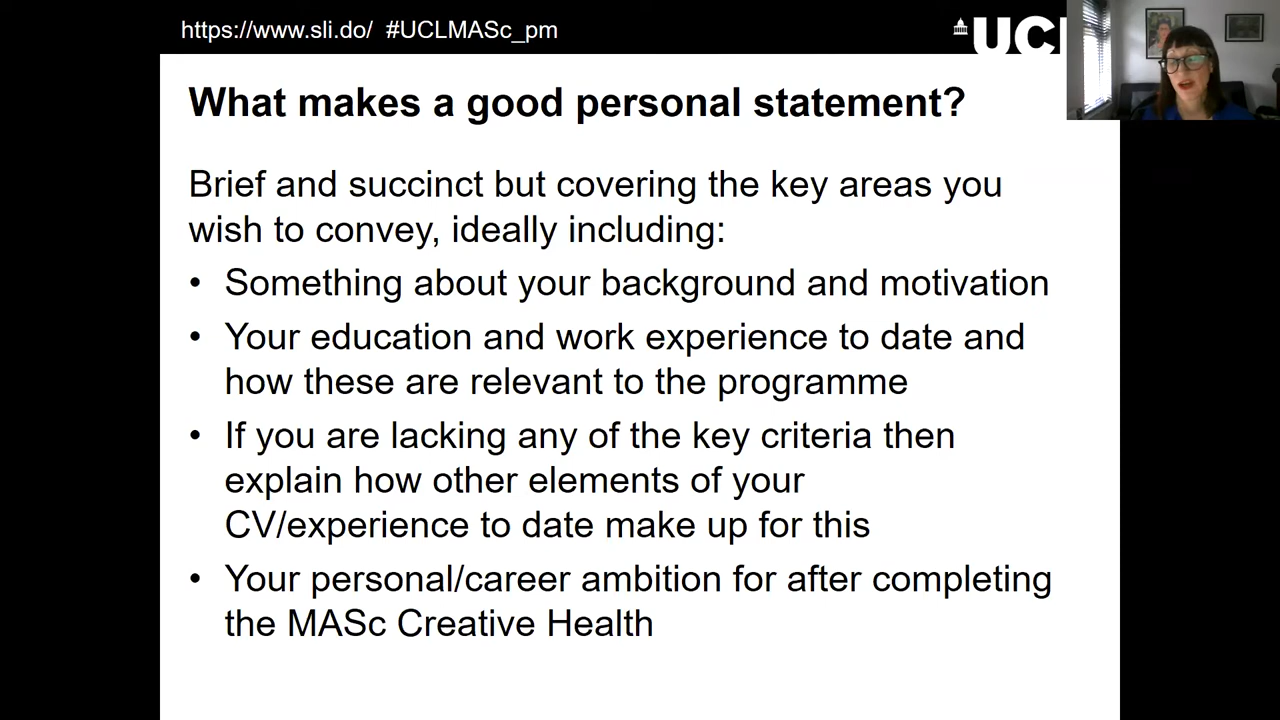 https://www.sli.do/ #UCLMASc_pm
UCL
What makes a good personal statement?
Brief and succinct but covering the key areas you
wish to convey, ideally including:
• Something about your background and motivation
• Your education and work experience to date and
how these are relevant to the programme
• If you are lacking any of the key criteria then
explain how other elements of your
CV/experience to date make up for this
• Your personal/career ambition for after completing
the MASc Creative Health